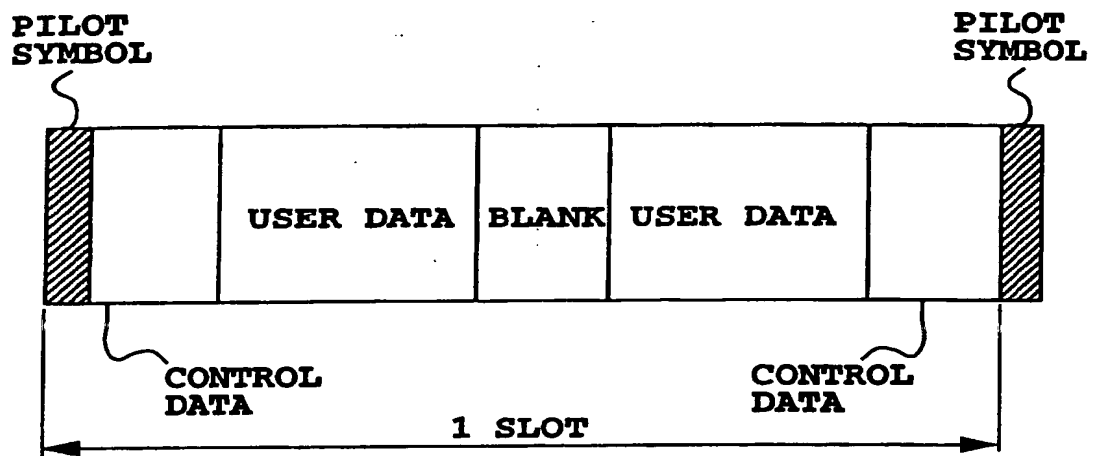 PILOT
SYMBOL
PILOT
SYMBOL
USER DATA
BLANK
USER DATA
CONTROL
DATA
CONTROL
DATA
1 SLOT